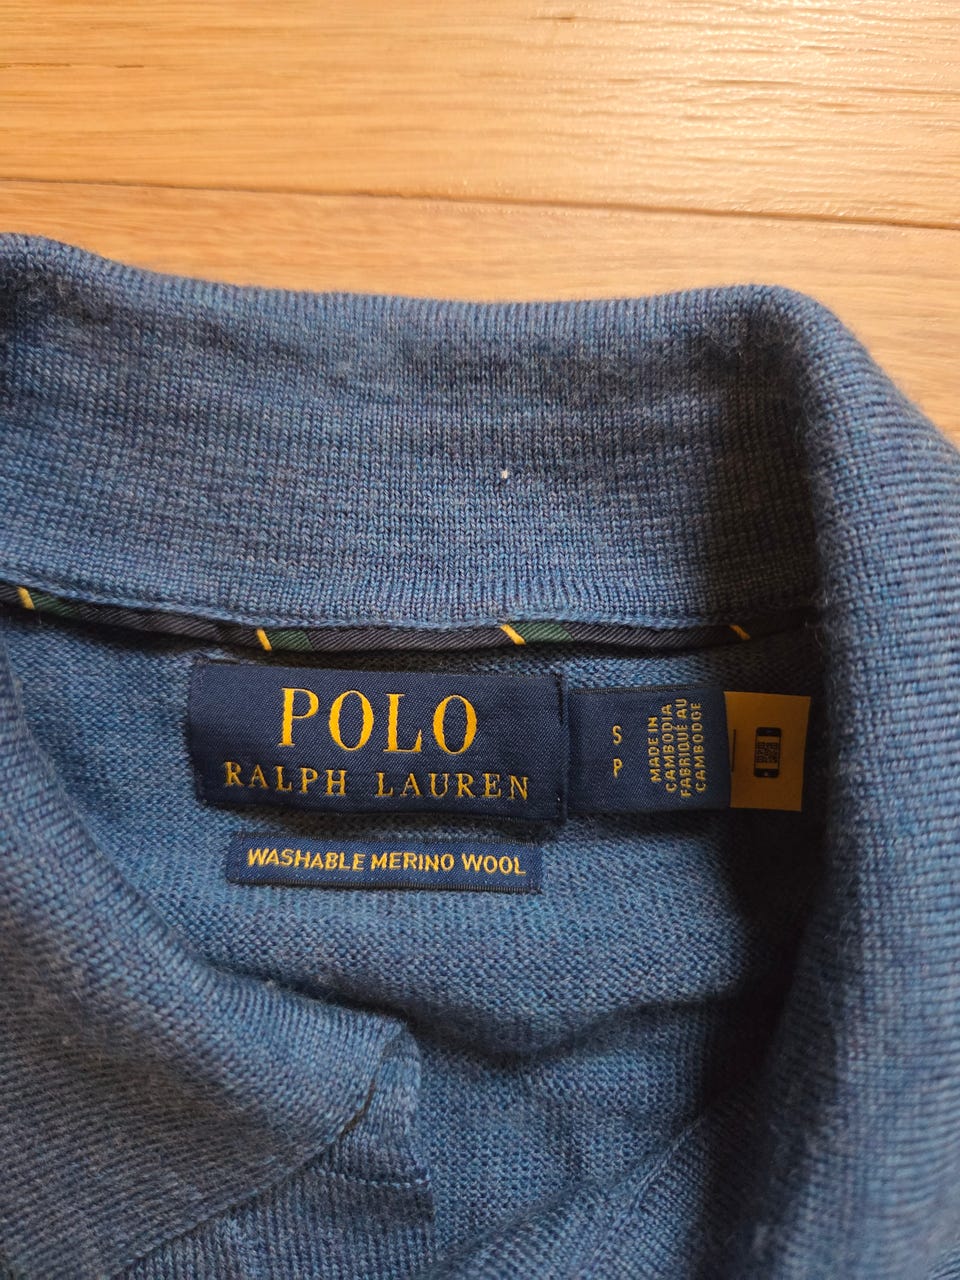 POLO
RALPH LAUREN
WASHABLE MERINO WOOL
S
P
MADE IN
CAMBODIA
FABRIQUÉ AU
CAMBODGE